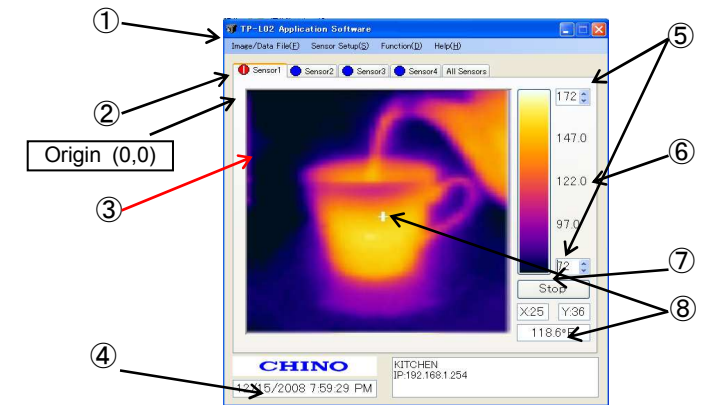 ①
TP-L02 Application Software
Image/Data File(F) Sensor Setup(S) Function(D) Help(H)
Sensor1 Sensor2 Sensor3 Sensor4 All Sensors
②
Origin (0,0)
③
⑤
172
147.0
⑥
122.0
97.0
72
⑦
Stop
⑧
X:25 Y:36
118.6°F
④
CHINO
12/15/2008 7:59:29 PM
KITCHEN
IP:192.168.1.254